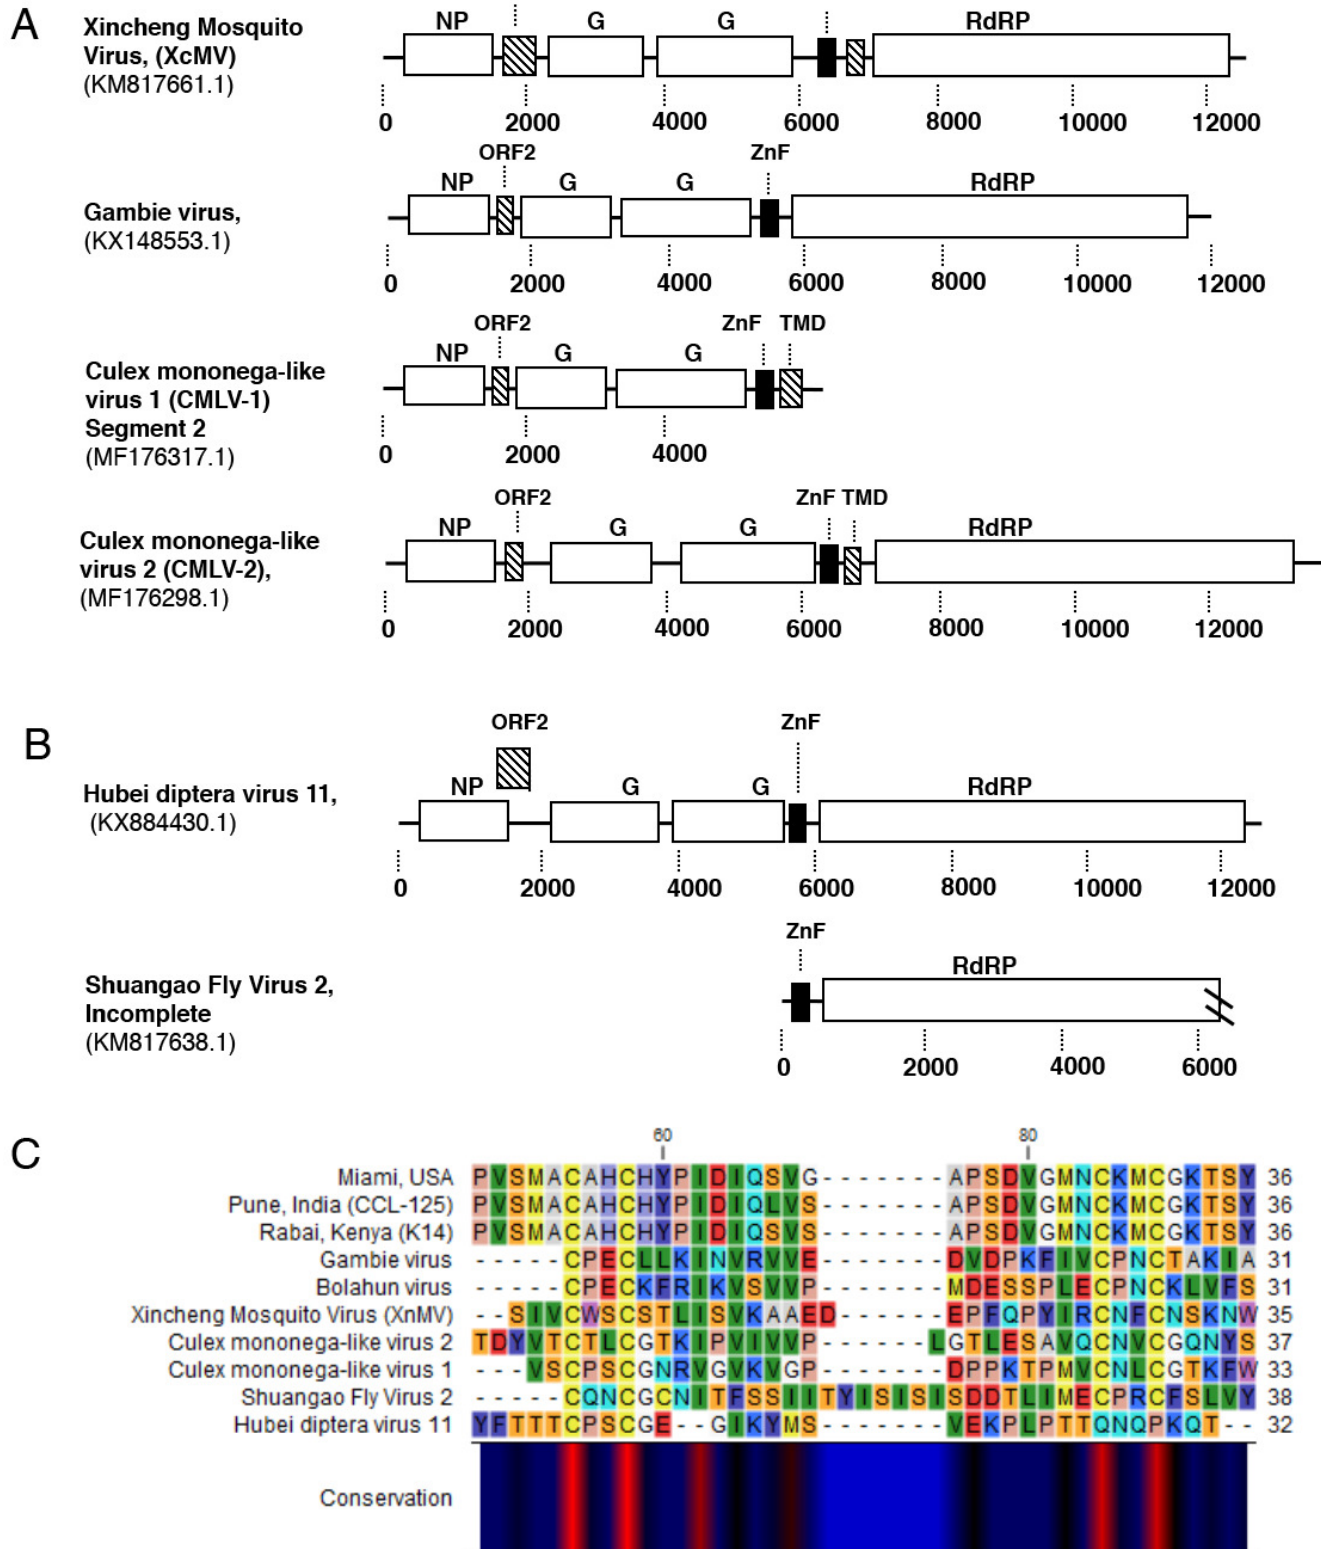 A
Xincheng Mosquito
Virus, (XcMV)
(KM817661.1)
NP G G RdRP
0 2000 4000 6000 8000 10000 12000
Gambie virus,
(KX148553.1)
ORF2 ZnF
NP G G RdRP
0 2000 4000 6000 8000 10000 12000
Culex mononega-like
virus 1 (CMLV-1)
Segment 2
(MF176317.1)
ORF2 ZnF TMD
NP G G
0 2000 4000
Culex mononega-like
virus 2 (CMLV-2),
(MF176298.1)
ORF2 ZnF TMD
NP G G RdRP
0 2000 4000 6000 8000 10000 12000
B
Hubei diptera virus 11,
(KX884430.1)
ORF2 ZnF
NP G G RdRP
0 2000 4000 6000 8000 10000 12000
Shuangao Fly Virus 2,
Incomplete
(KM817638.1)
ZnF
RdRP
0 2000 4000 6000
C
60 80
Miami, USA PVSMACAHCHYPIDIQSVG-------APSDVGMNCKMCGKTSY 36
Pune, India (CCL-125) PVSMACAHCHYPIDIQLVS-------APSDVGMNCKMCGKTSY 36
Rabai, Kenya (K14) PVSMACAHCHYPIDIQSVS-------APSDVGMNCKMCGKTSY 36
Gambie virus -----CPECLLKINVRVVE-------DVDPKFIVCPNCTAKIA 31
Bolahun virus -----CPECKFRIKVSVVP-------MDESSPLECPNCKLVFS 31
Xincheng Mosquito Virus (XnMV) --SIVCWSCSTLISVKAAED------EPFQPYIRCNFCNSKNW 35
Culex mononega-like virus 2 TDYVTCTLCGTKIPVIVVP------LGTLESAVQCNVCGQNYS 37
Culex mononega-like virus 1 ---VSCPSCGNRVGVKVGP-------DPPKTPMVCNLCGTKFW 33
Shuangao Fly Virus 2 -----CQNCGCNITFSSIITYISISISDDTLIMECPRCFSLVY 38
Hubei diptera virus 11 YFTTTCPSCGE--GIKYMS-------VEKPLPTTQNQPKQT-- 32
Conservation